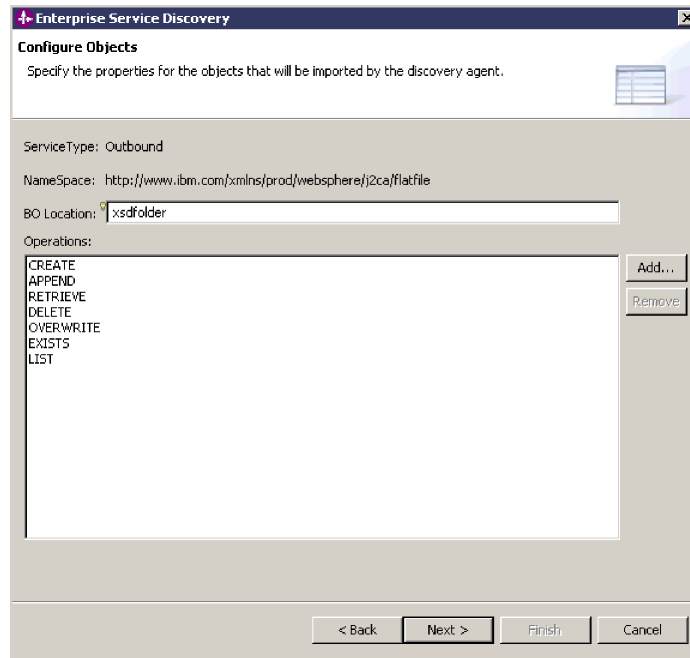 Enterprise Service Discovery
Configure Objects
Specify the properties for the objects that will be imported by the discovery agent.
ServiceType: Outbound
NameSpace: http://www.ibm.com/xmlns/prod/websphere/j2ca/flatfile
BO Location: xsdfolder
Operations:
CREATE
APPEND
RETRIEVE
DELETE
OVERWRITE
EXISTS
LIST
Add...
Remove
< Back Next > Finish Cancel